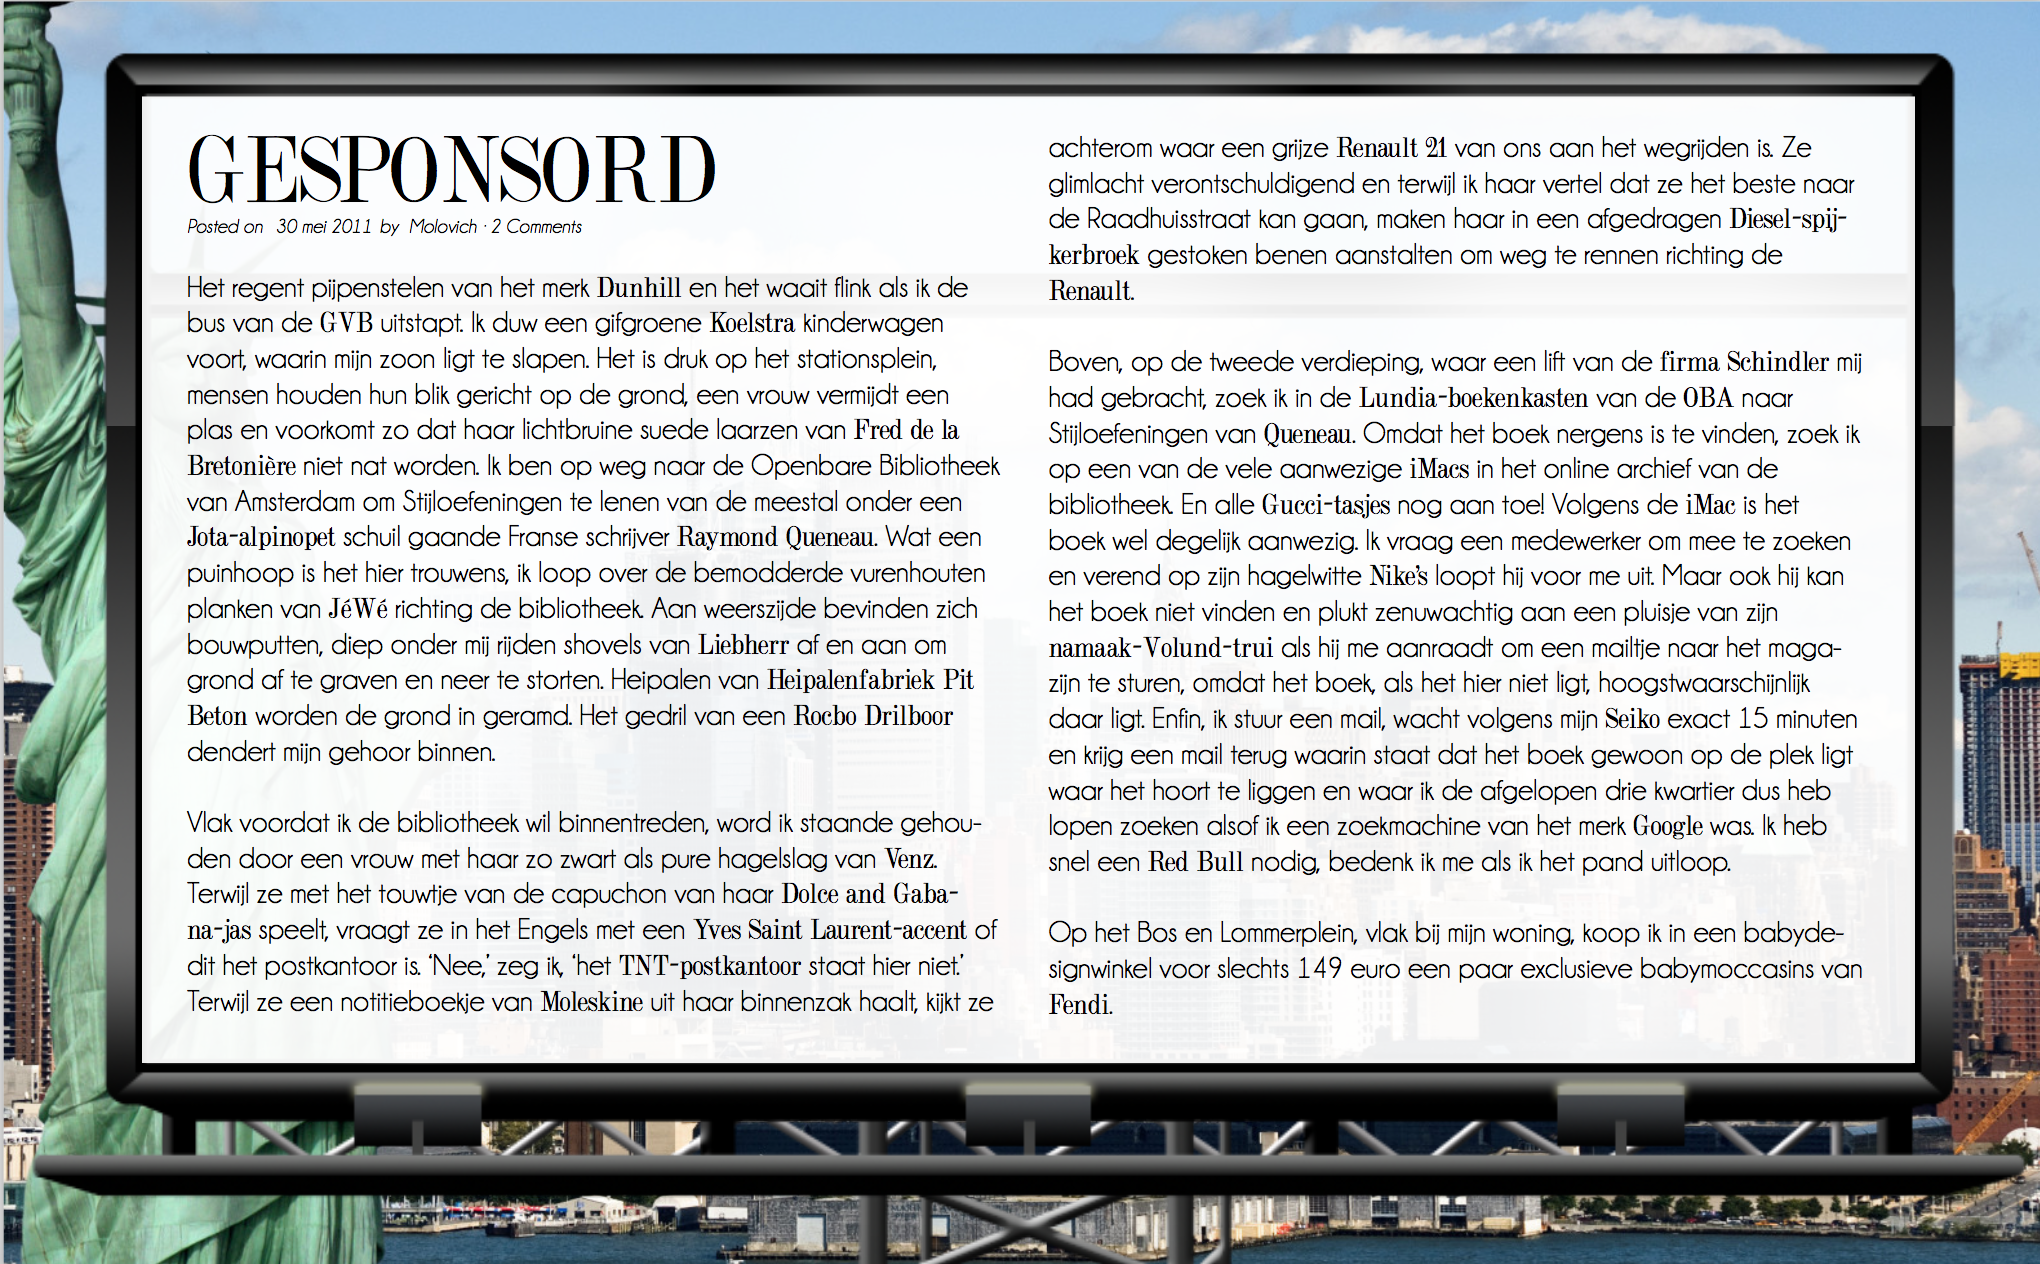 GESPONSORD
Posted on 30 mei 2011 by Molovich · 2 Comments
Het regent pijpenstelen van het merk Dunhill en het waait flink als ik de
bus van de GVB uitstapt. Ik duw een gifgroene Koelstra kinderwagen
voort, waarin mijn zoon ligt te slapen. Het is druk op het stationsplein,
mensen houden hun blik gericht op de grond, een vrouw vermijdt een
plas en voorkomt zo dat haar lichtbruine suede laarzen van Fred de la
Bretonière niet nat worden. Ik ben op weg naar de Openbare Bibliotheek
van Amsterdam om Stijloefeningen te lenen van de meestal onder een
Jota-alpinopet schuil gaande Franse schrijver Raymond Queneau. Wat een
puinhoop is het hier trouwens, ik loop over de bemodderde vurenhouten
planken van JéWé richting de bibliotheek. Aan weerszijde bevinden zich
bouwputten, diep onder mij rijden shovels van Liebherr af en aan om
grond af te graven en neer te storten. Heipalen van Heipalenfabriek Pit
Beton worden de grond in geramd. Het gedril van een Rocbo Drilboor
dendert mijn gehoor binnen.
Vlak voordat ik de bibliotheek wil binnentreden, word ik staande gehou-
den door een vrouw met haar zo zwart als pure hagelslag van Venz.
Terwijl ze met het touwtje van de capuchon van haar Dolce and Gaba-
na-jas speelt, vraagt ze in het Engels met een Yves Saint Laurent-accent of
dit het postkantoor is. ‘Nee,’ zeg ik, ‘het TNT-postkantoor staat hier niet.’
Terwijl ze een notitieboekje van Moleskine uit haar binnenzak haalt, kijkt ze
achterom waar een grijze Renault 21 van ons aan het wegrijden is. Ze
glimlacht verontschuldigend en terwijl ik haar vertel dat ze het beste naar
de Raadhuisstraat kan gaan, maken haar in een afgedragen Diesel-spij-
kerbroek gestoken benen aanstalten om weg te rennen richting de
Renault.
Boven, op de tweede verdieping, waar een lift van de firma Schindler mij
had gebracht, zoek ik in de Lundia-boekenkasten van de OBA naar
Stijloefeningen van Queneau. Omdat het boek nergens is te vinden, zoek ik
op een van de vele aanwezige iMacs in het online archief van de
bibliotheek. En alle Gucci-tasjes nog aan toe! Volgens de iMac is het
boek wel degelijk aanwezig. Ik vraag een medewerker om mee te zoeken
en verend op zijn hagelwitte Nike’s loopt hij voor me uit. Maar ook hij kan
het boek niet vinden en plukt zenuwachtig aan een pluisje van zijn
namaak-Volund-trui als hij me aanraadt om een mailtje naar het maga-
zijn te sturen, omdat het boek, als het hier niet ligt, hoogstwaarschijnlijk
daar ligt. Enfin, ik stuur een mail, wacht volgens mijn Seiko exact 15 minuten
en krijg een mail terug waarin staat dat het boek gewoon op de plek ligt
waar het hoort te liggen en waar ik de afgelopen drie kwartier dus heb
lopen zoeken alsof ik een zoekmachine van het merk Google was. Ik heb
snel een Red Bull nodig, bedenk ik me als ik het pand uitloop.
Op het Bos en Lommerplein, vlak bij mijn woning, koop ik in een babyde-
signwinkel voor slechts 149 euro een paar exclusieve babymoccasins van
Fendi.